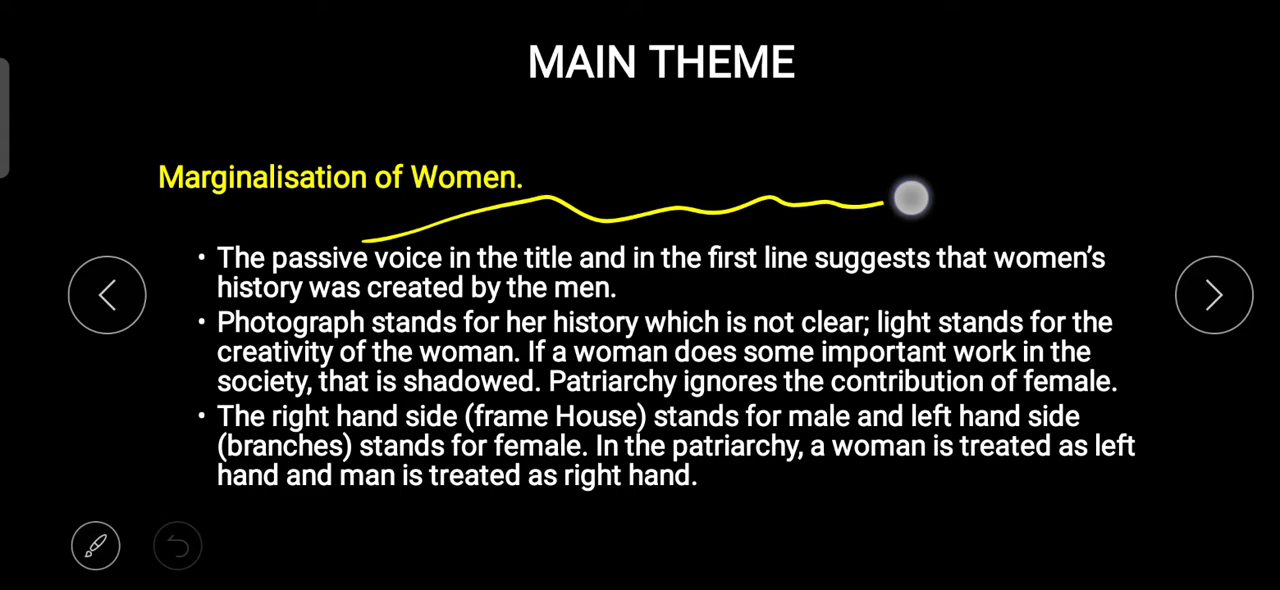 MAIN THEME
Marginalisation of Women.
• The passive voice in the title and in the first line suggests that women's
history was created by the men.
• Photograph stands for her history which is not clear; light stands for the
creativity of the woman. If a woman does some important work in the
society, that is shadowed. Patriarchy ignores the contribution of female.
• The right hand side (frame House) stands for male and left hand side
(branches) stands for female. In the patriarchy, a woman is treated as left
hand and man is treated as right hand.